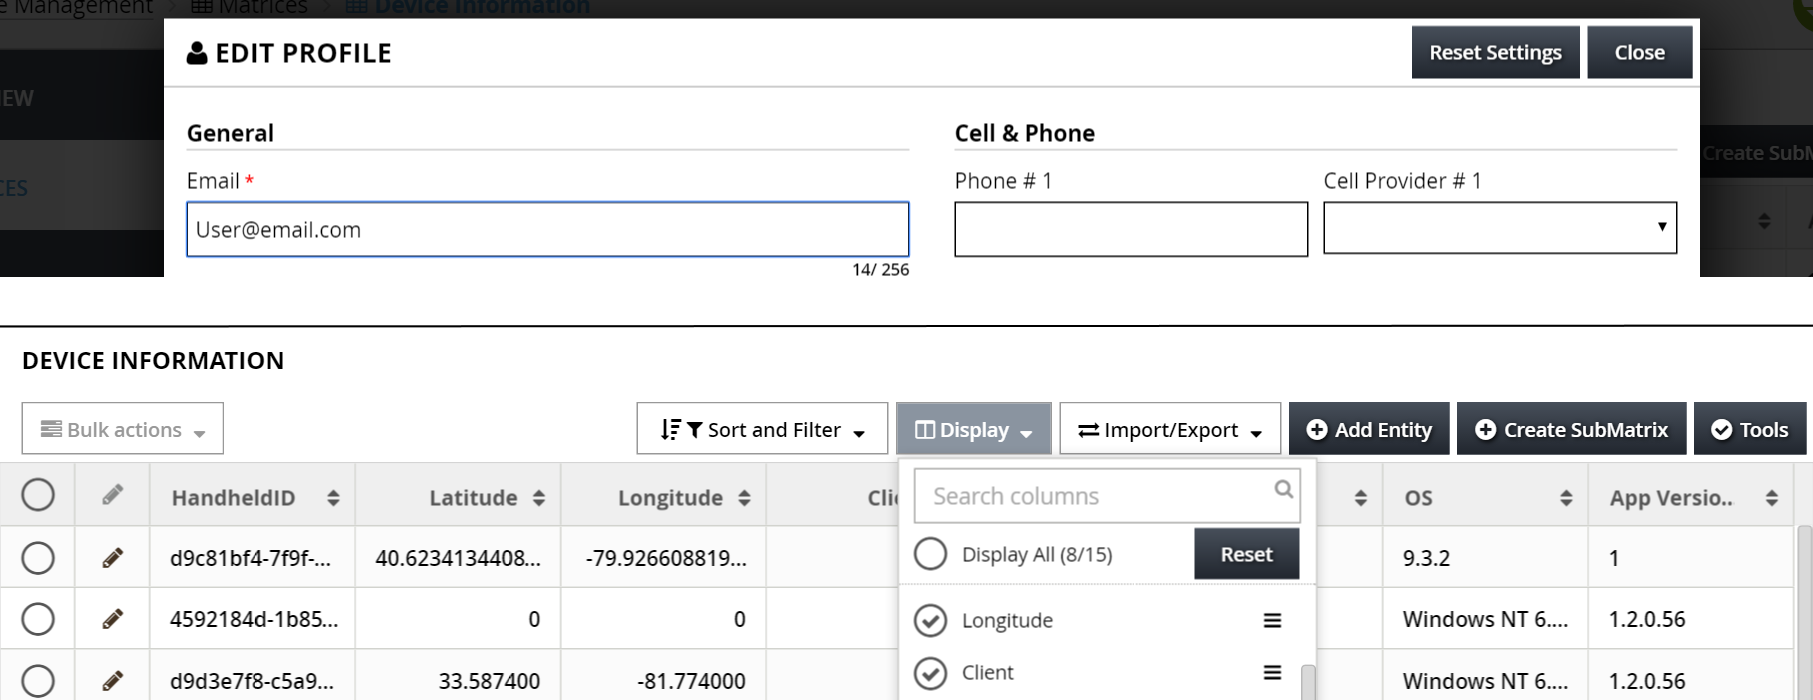 e Management > Matrices > Device Information
EDIT PROFILE
Reset Settings
Close
EW
General
Cell & Phone
Create SubM
Email *
Phone # 1
Cell Provider # 1
CES
User@email.com
14/ 256
DEVICE INFORMATION
Bulk actions
Sort and Filter
Display
Import/Export
Add Entity
Create SubMatrix
Tools
HandheldID
Latitude
Longitude
Clie
Search columns
OS
App Versio..
d9c81bf4-7f9f-...
40.6234134408...
-79.926608819...
Display All (8/15)
Reset
9.3.2
1
4592184d-1b85...
0
0
Longitude
Windows NT 6....
1.2.0.56
d9d3e7f8-c5a9...
33.587400
-81.774000
Client
Windows NT 6....
1.2.0.56